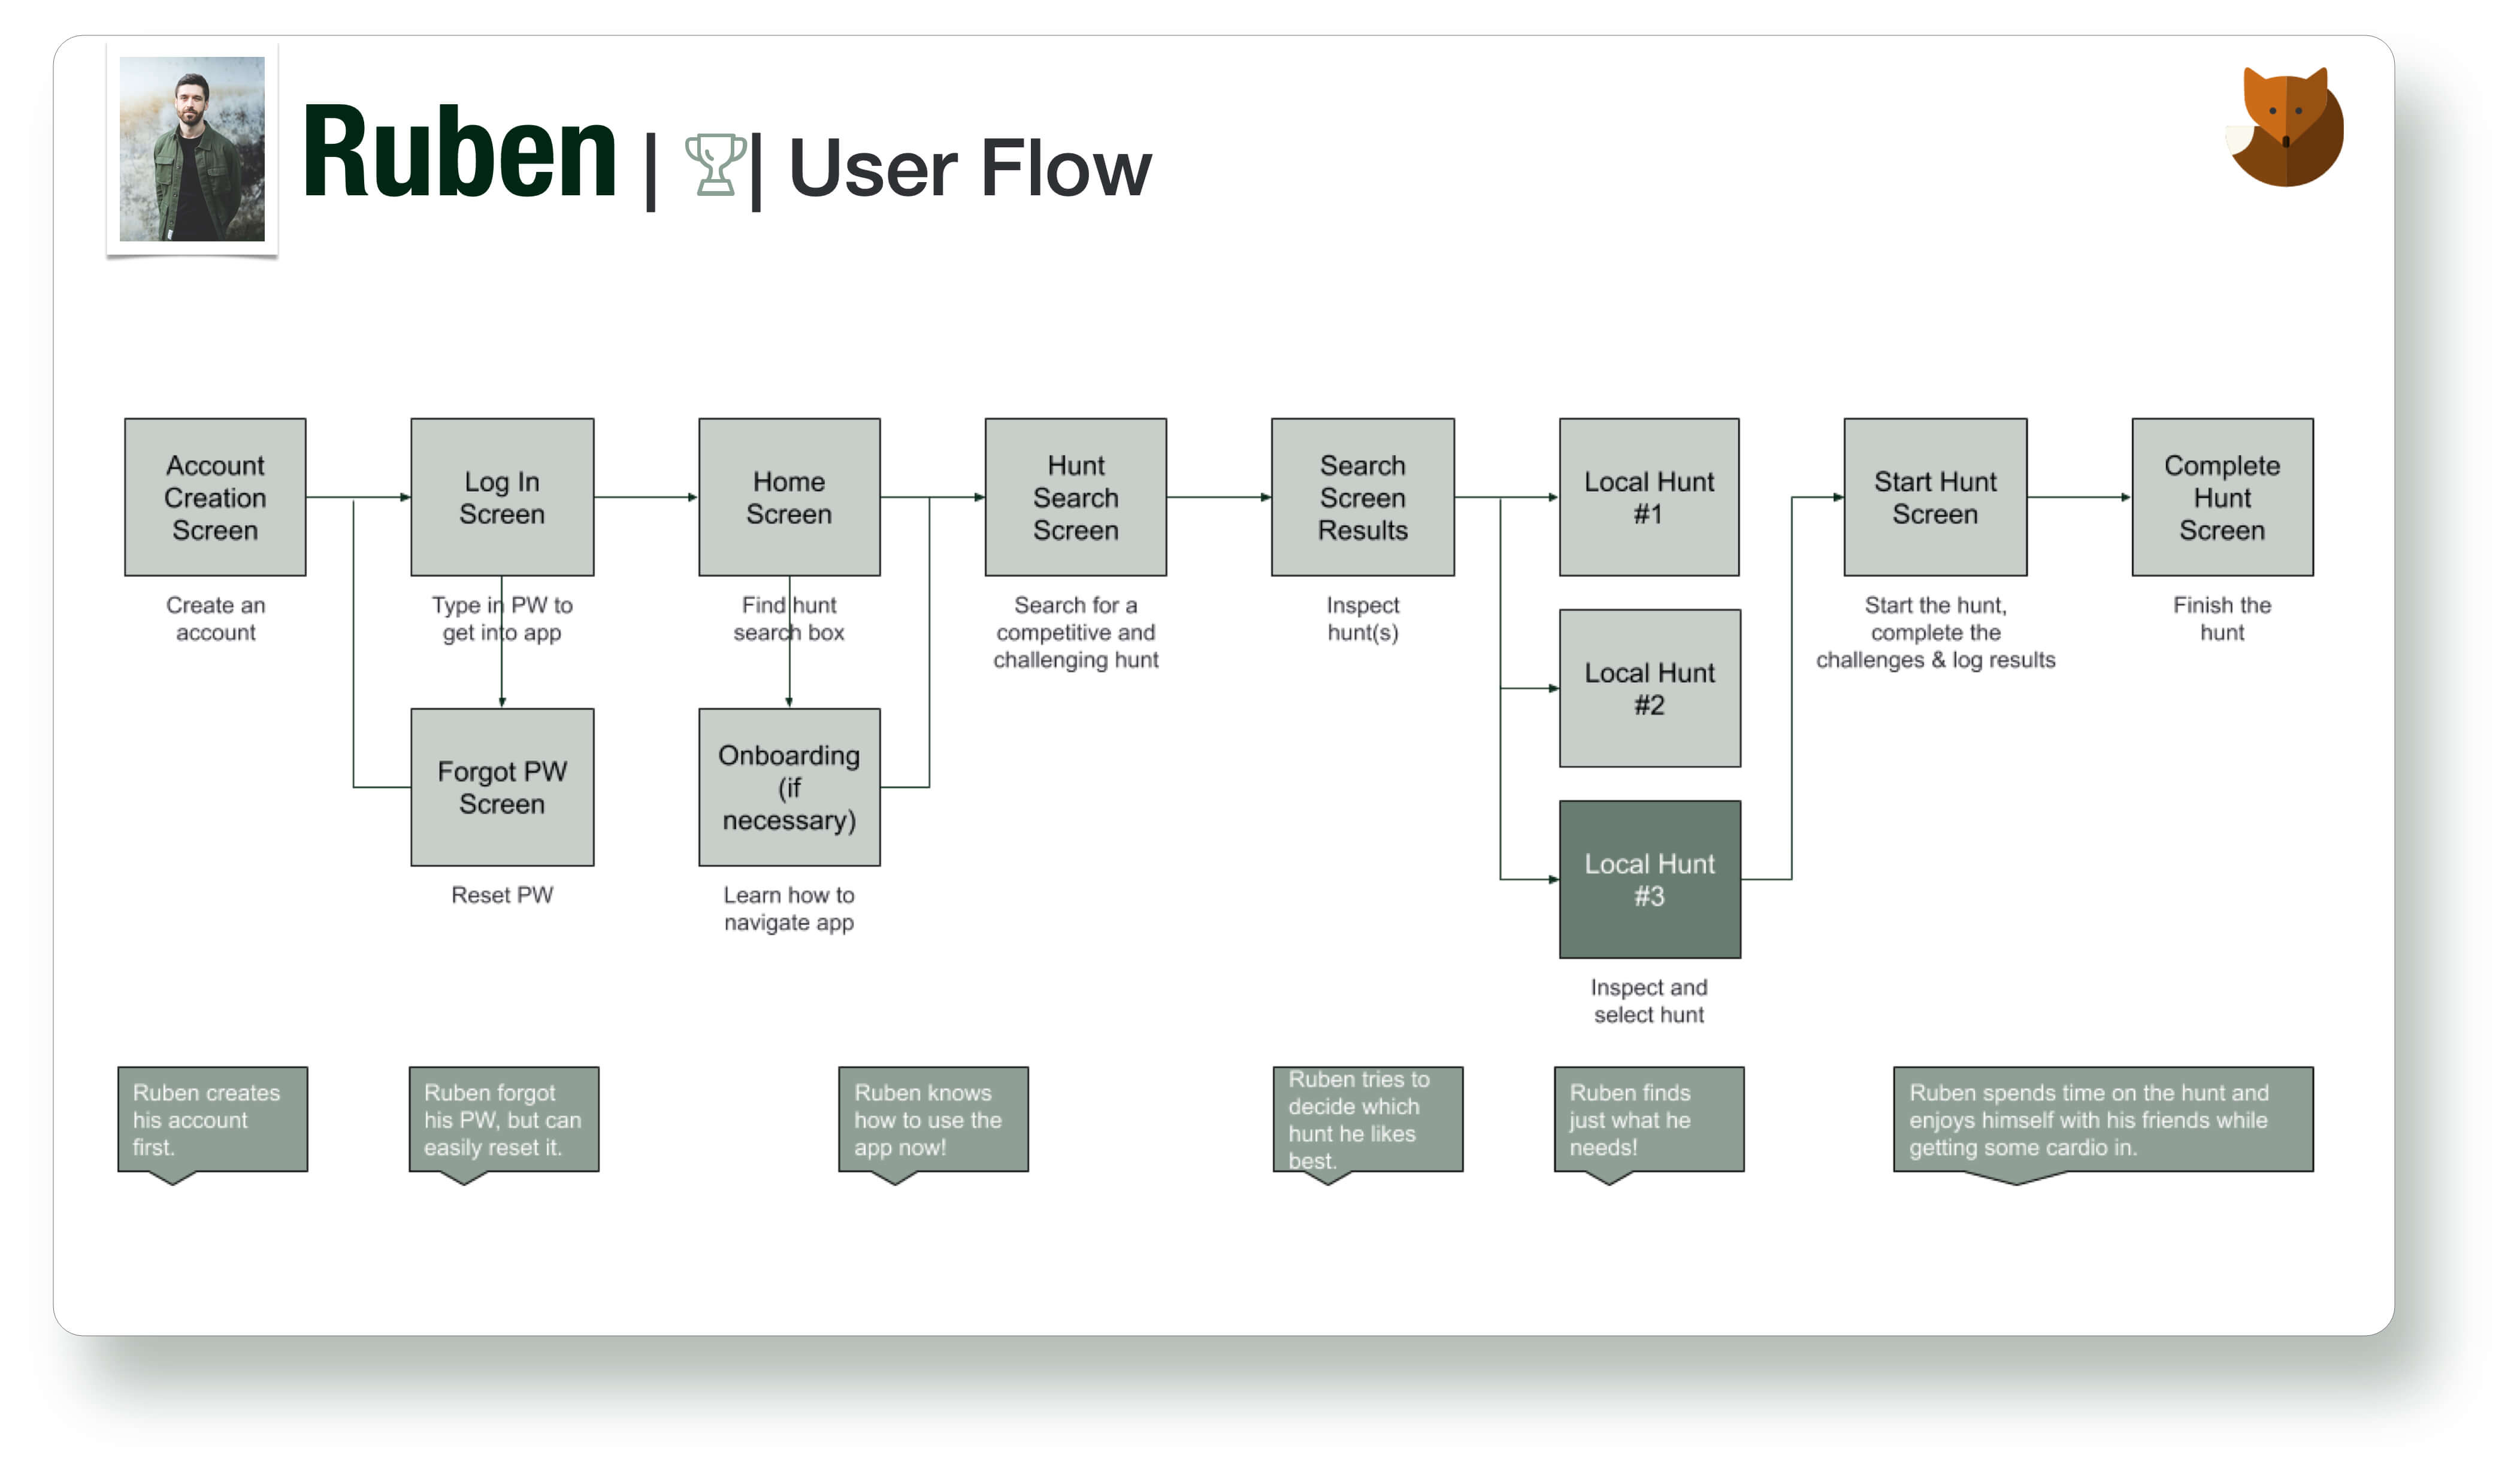 Ruben | | User Flow
Account
Creation
Screen
Create an
account
Log In
Screen
Type in PW to
get into app
Home
Screen
Find hunt
search box
Hunt
Search
Screen
Search for a
competitive and
challenging hunt
Search
Screen
Results
Inspect
hunt(s)
Local Hunt
#1
Start Hunt
Screen
Start the hunt,
complete the
challenges & log results
Complete
Hunt
Screen
Finish the
hunt
Forgot PW
Screen
Reset PW
Onboarding
(if
necessary)
Learn how to
navigate app
Local Hunt
#2
Local Hunt
#3
Inspect and
select hunt
Ruben creates
his account
first.
Ruben forgot
his PW, but can
easily reset it.
Ruben knows
how to use the
app now!
Ruben tries to
decide which
hunt he likes
best.
Ruben finds
just what he
needs!
Ruben spends time on the hunt and
enjoys himself with his friends while
getting some cardio in.